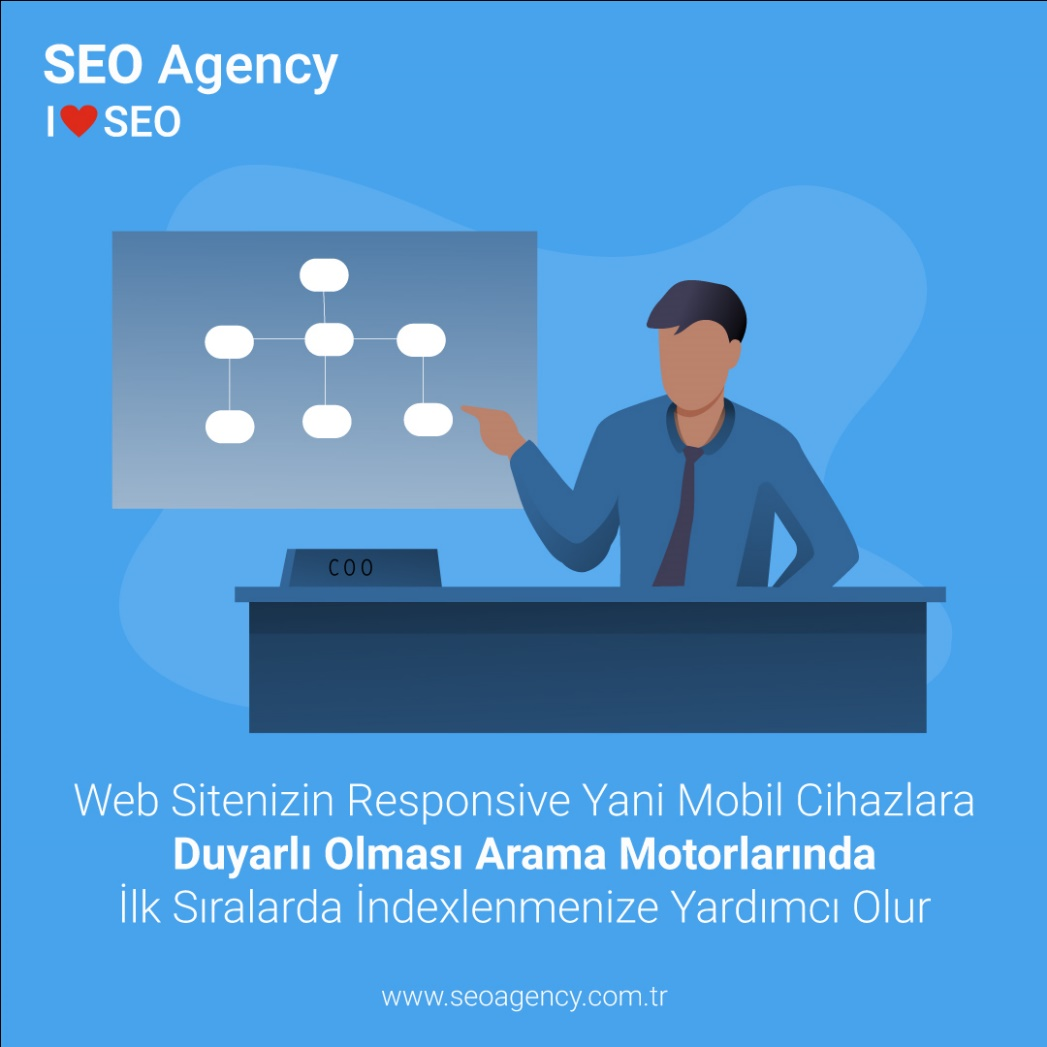 SEO Agency
I❤SEO
COO
Web Sitenizin Responsive Yani Mobil Cihazlara
Duyarlı Olması Arama Motorlarında
İlk Sıralarda İndexlenmenize Yardımcı Olur
www.seoagency.com.tr